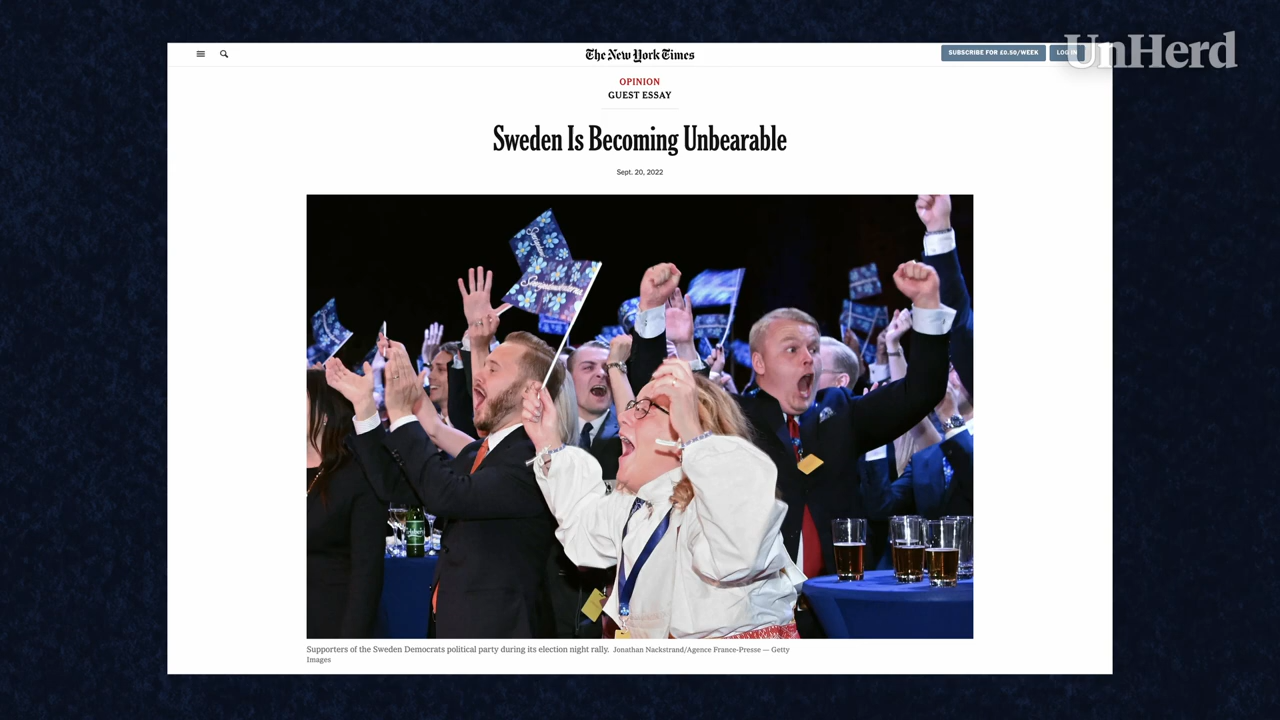 UnHerd
The New York Times
SUBSCRIBE FOR £0.50/WEEK
OPINION
GUEST ESSAY
Sweden Is Becoming Unbearable
Sept. 20, 2022
Supporters of the Sweden Democrats political party during its election night rally. Jonathan Nackstrand/Agence France-Presse — Getty
Images